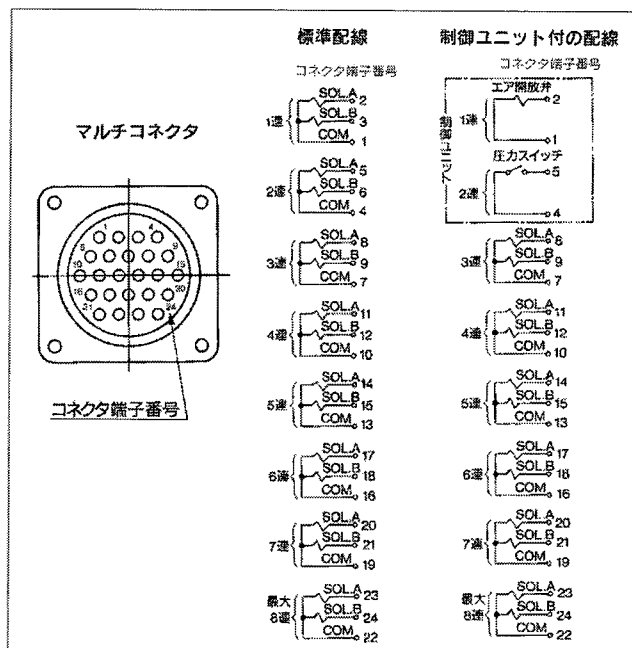 標準配線
コネクタ端子番号
1連
SOL.A 2
SOL.B 3
COM 1
2連
SOL.A 5
SOL.B 6
COM 4
3連
SOL.A 8
SOL.B 9
COM 7
4連
SOL.A 11
SOL.B 12
COM 10
5連
SOL.A 14
SOL.B 15
COM 13
6連
SOL.A 17
SOL.B 18
COM 16
7連
SOL.A 20
SOL.B 21
COM 19
最大
8連
SOL.A 23
SOL.B 24
COM 22
制御ユニット付の配線
コネクタ端子番号
制御ユニット
エア開放弁
1連
2
1
圧力スイッチ
2連
5
4
3連
SOL.A 8
SOL.B 9
COM 7
4連
SOL.A 11
SOL.B 12
COM 10
5連
SOL.A 14
SOL.B 15
COM 13
6連
SOL.A 17
SOL.B 18
COM 16
7連
SOL.A 20
SOL.B 21
COM 19
最大
8連
SOL.A 23
SOL.B 24
COM 22
マルチコネクタ
1 4
5 9
10 15
16 20
21 24
コネクタ端子番号